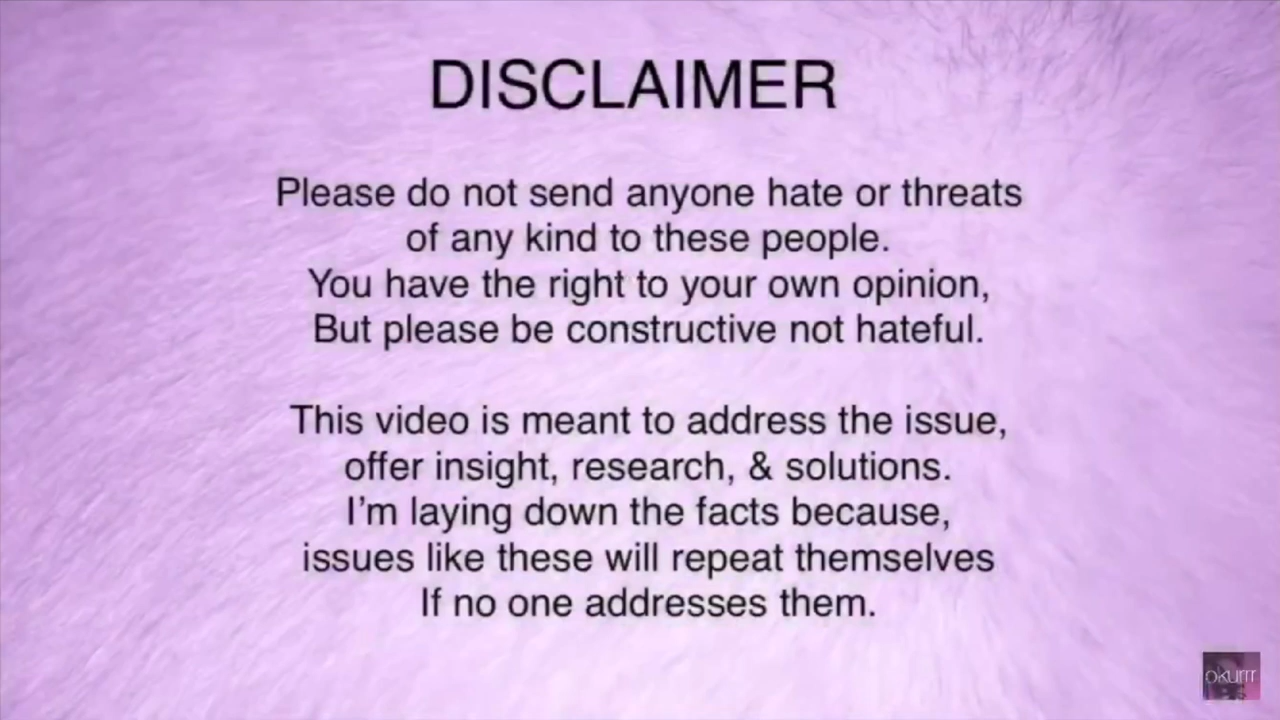 DISCLAIMER
Please do not send anyone hate or threats
of any kind to these people.
You have the right to your own opinion,
But please be constructive not hateful.
This video is meant to address the issue,
offer insight, research, & solutions.
I'm laying down the facts because,
issues like these will repeat themselves
If no one addresses them.
okurrr